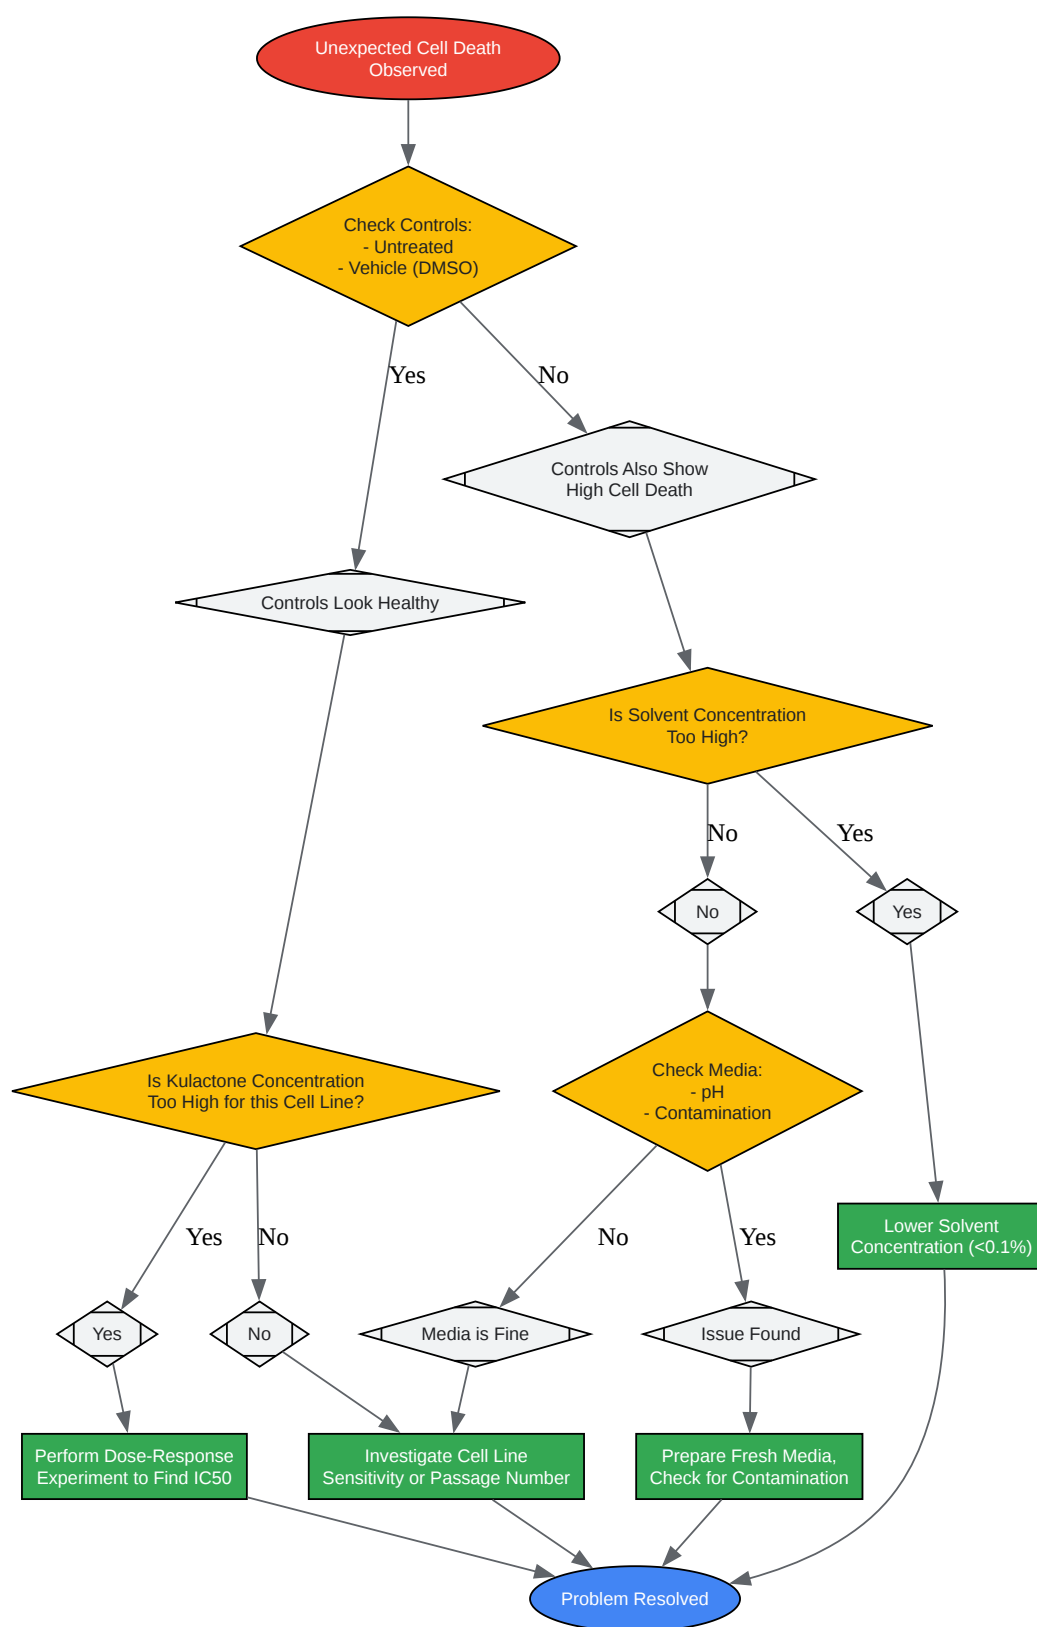 Unexpected Cell Death
Observed
Check Controls:
- Untreated
- Vehicle (DMSO)
Yes
No
Controls Also Show
High Cell Death
Controls Look Healthy
Is Solvent Concentration
Too High?
No
Yes
No
Yes
Is Kulactone Concentration
Too High for this Cell Line?
Check Media:
- pH
- Contamination
Yes
No
No
Yes
Lower Solvent
Concentration (<0.1%)
Yes
No
Media is Fine
Issue Found
Perform Dose-Response
Experiment to Find IC50
Investigate Cell Line
Sensitivity or Passage Number
Prepare Fresh Media,
Check for Contamination
Problem Resolved